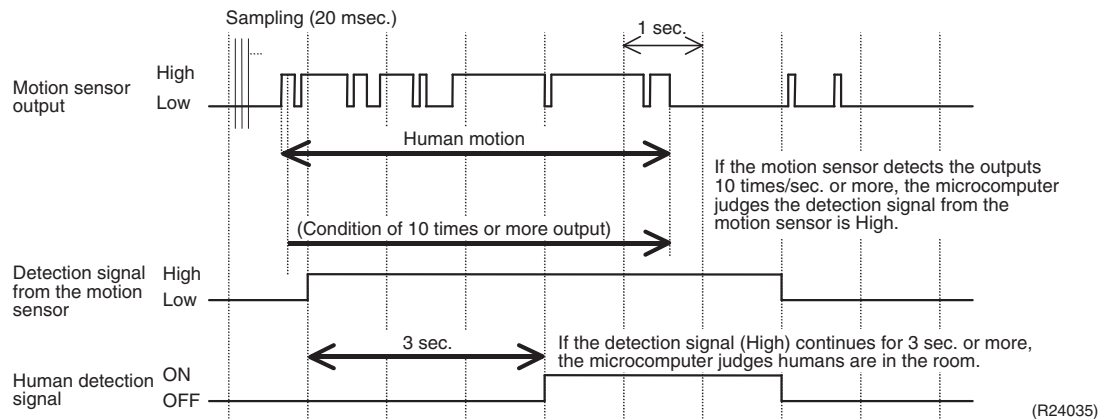 Sampling (20 msec.)
1 sec.
Motion sensor
output
High
Low
Human motion
If the motion sensor detects the outputs
10 times/sec. or more, the microcomputer
judges the detection signal from the
motion sensor is High.
(Condition of 10 times or more output)
Detection signal
from the motion
sensor
High
Low
3 sec.
If the detection signal (High) continues for 3 sec. or more,
the microcomputer judges humans are in the room.
Human detection
signal
ON
OFF
(R24035)